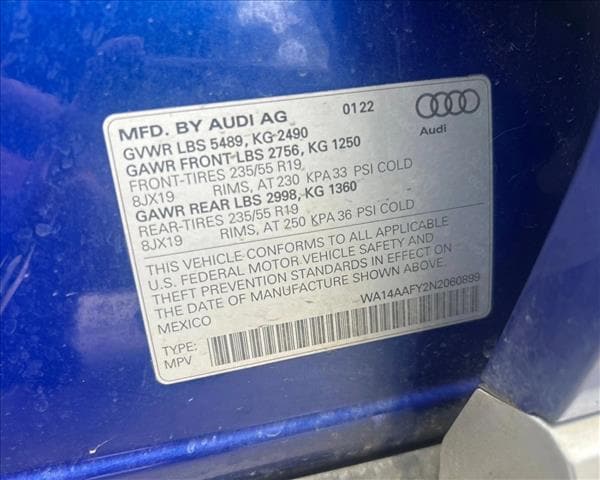 MFD. BY AUDI AG 01 22
Audi
GVWR LBS 5489, KG 2490
GAWR FRONT LBS 2756, KG 1250
FRONT-TIRES 235/55 R19,
8JX19 RIMS, AT 230 KPA 33 PSI COLD
GAWR REAR LBS 2998, KG 1360
REAR-TIRES 235/55 R19
8JX19 RIMS, AT 250 KPA 36 PSI COLD
THIS VEHICLE CONFORMS TO ALL APPLICABLE
U.S. FEDERAL MOTOR VEHICLE SAFETY AND
THEFT PREVENTION STANDARDS IN EFFECT ON
THE DATE OF MANUFACTURE SHOWN ABOVE.
MEXICO
WA14AAFY2N2060899
TYPE:
MPV